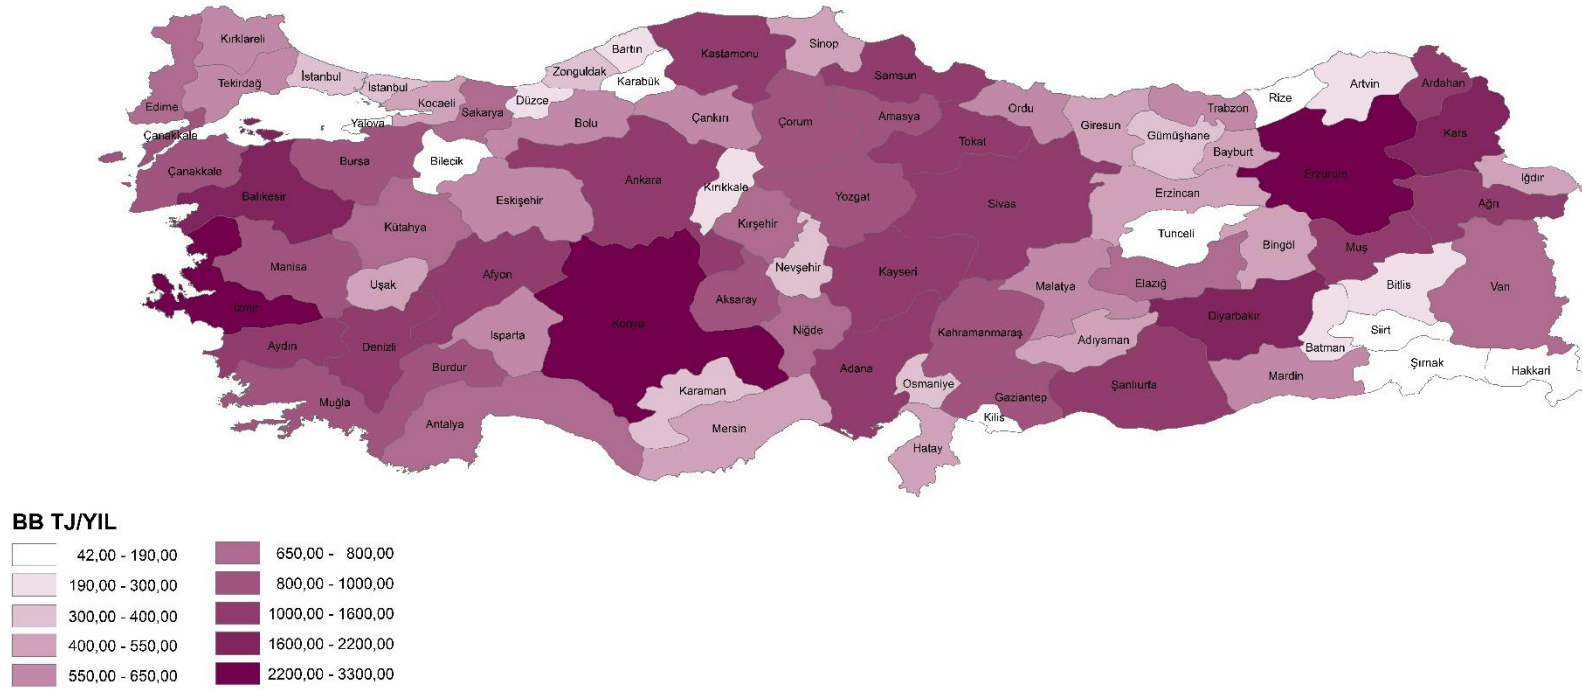 Kırklareli
Tekirdağ
Edirne
İstanbul
İstanbul
Kocaeli
Yalova
Sakarya
Düzce
Zonguldak
Bartın
Karabük
Kastamonu
Sinop
Samsun
Bolu
Çankırı
Çorum
Amasya
Tokat
Ordu
Giresun
Trabzon
Gümüşhane
Bayburt
Rize
Artvin
Ardahan
Kars
Iğdır
Ağrı
Erzurum
Erzincan
Çanakkale
Çanakkale
Balıkesir
Bursa
Bilecik
Eskişehir
Kütahya
Ankara
Kırıkkale
Kırşehir
Yozgat
Sivas
Tunceli
Bingöl
Muş
Bitlis
Van
Manisa
Uşak
Afyon
Nevşehir
Kayseri
Malatya
Elazığ
İzmir
Konya
Aksaray
Niğde
Kahramanmaraş
Adıyaman
Diyarbakır
Batman
Siirt
Şırnak
Hakkari
Mardin
Aydın
Denizli
Isparta
Burdur
Muğla
Antalya
Karaman
Mersin
Adana
Osmaniye
Gaziantep
Kilis
Şanlıurfa
Hatay
BB TJ/YIL
42,00 - 190,00
190,00 - 300,00
300,00 - 400,00
400,00 - 550,00
550,00 - 650,00
650,00 - 800,00
800,00 - 1000,00
1000,00 - 1600,00
1600,00 - 2200,00
2200,00 - 3300,00